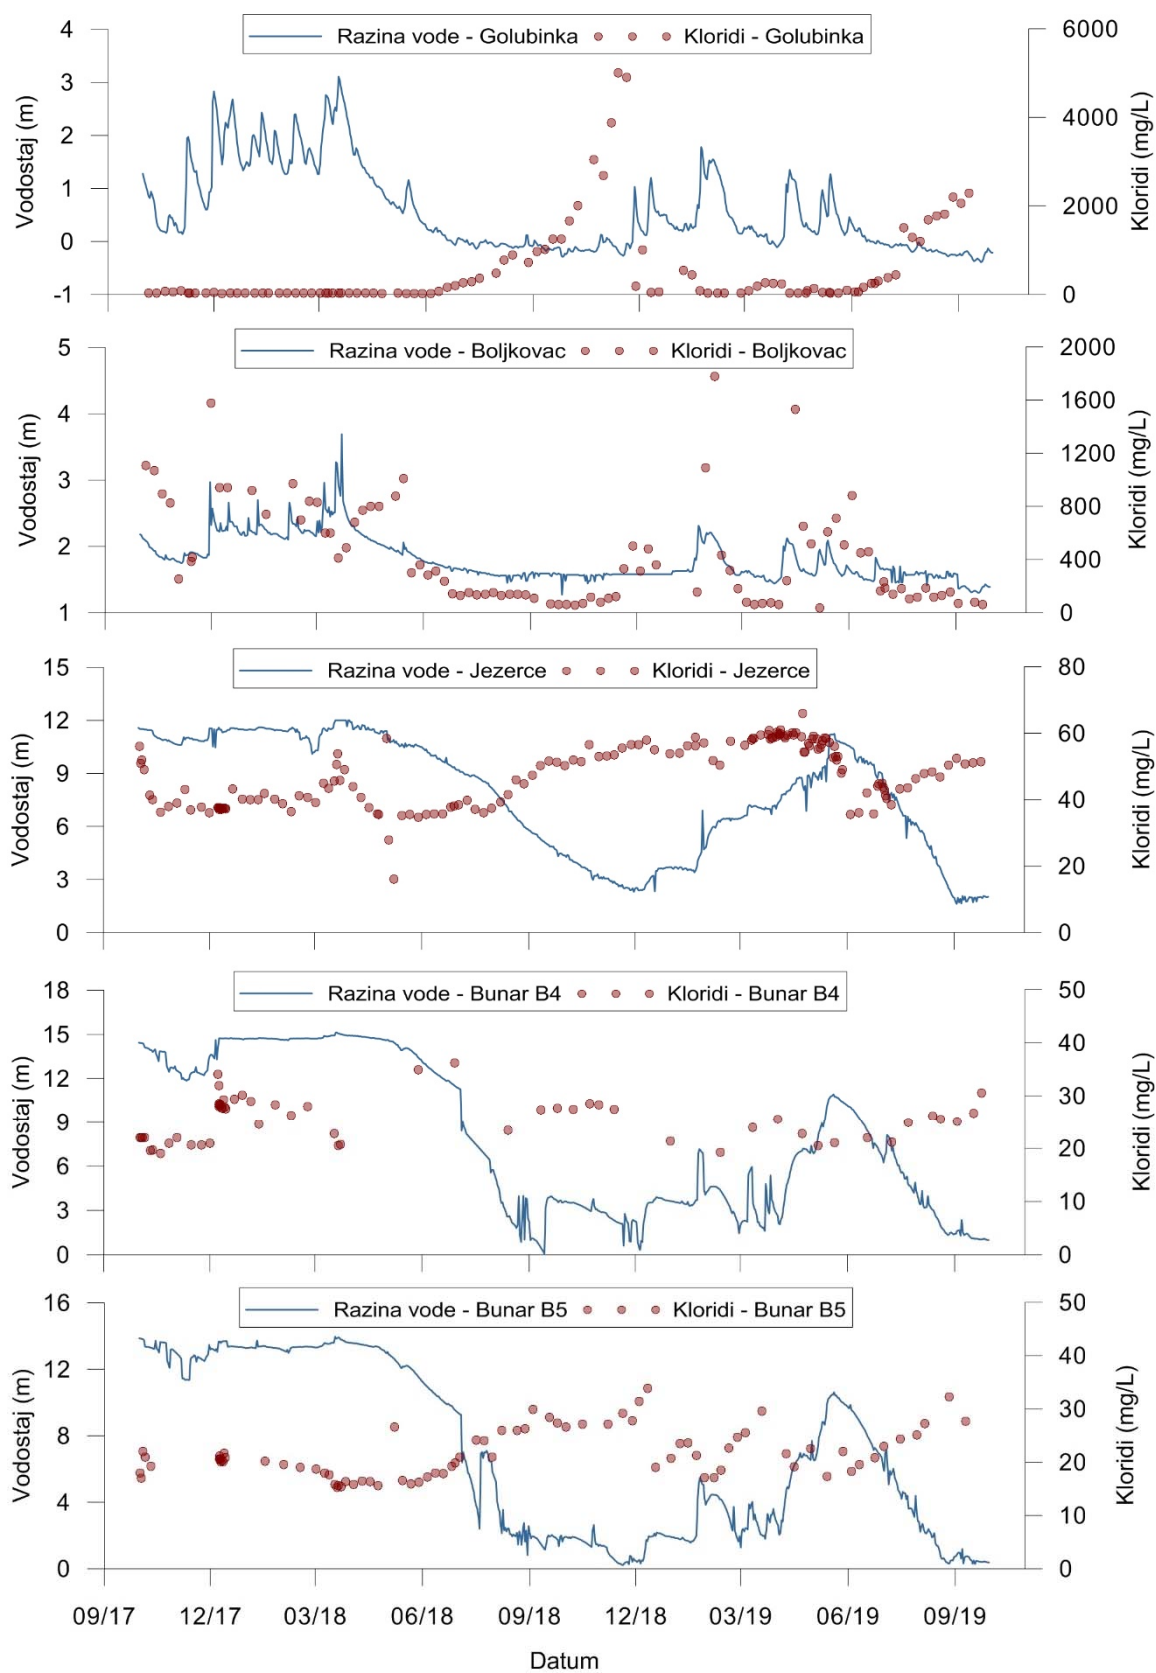 Razina vode - Golubinka Kloridi - Golubinka
4 3 2 1 0 -1
Vodostaj (m)
6000 4000 2000 0
Kloridi (mg/L)
Razina vode - Boljkovac Kloridi - Boljkovac
5 4 3 2 1
Vodostaj (m)
2000 1600 1200 800 400 0
Kloridi (mg/L)
Razina vode - Jezerce Kloridi - Jezerce
15 12 9 6 3 0
Vodostaj (m)
80 60 40 20 0
Kloridi (mg/L)
Razina vode - Bunar B4 Kloridi - Bunar B4
18 15 12 9 6 3 0
Vodostaj (m)
50 40 30 20 10 0
Kloridi (mg/L)
Razina vode - Bunar B5 Kloridi - Bunar B5
16 12 8 4 0
Vodostaj (m)
50 40 30 20 10 0
Kloridi (mg/L)
09/17 12/17 03/18 06/18 09/18 12/18 03/19 06/19 09/19
Datum